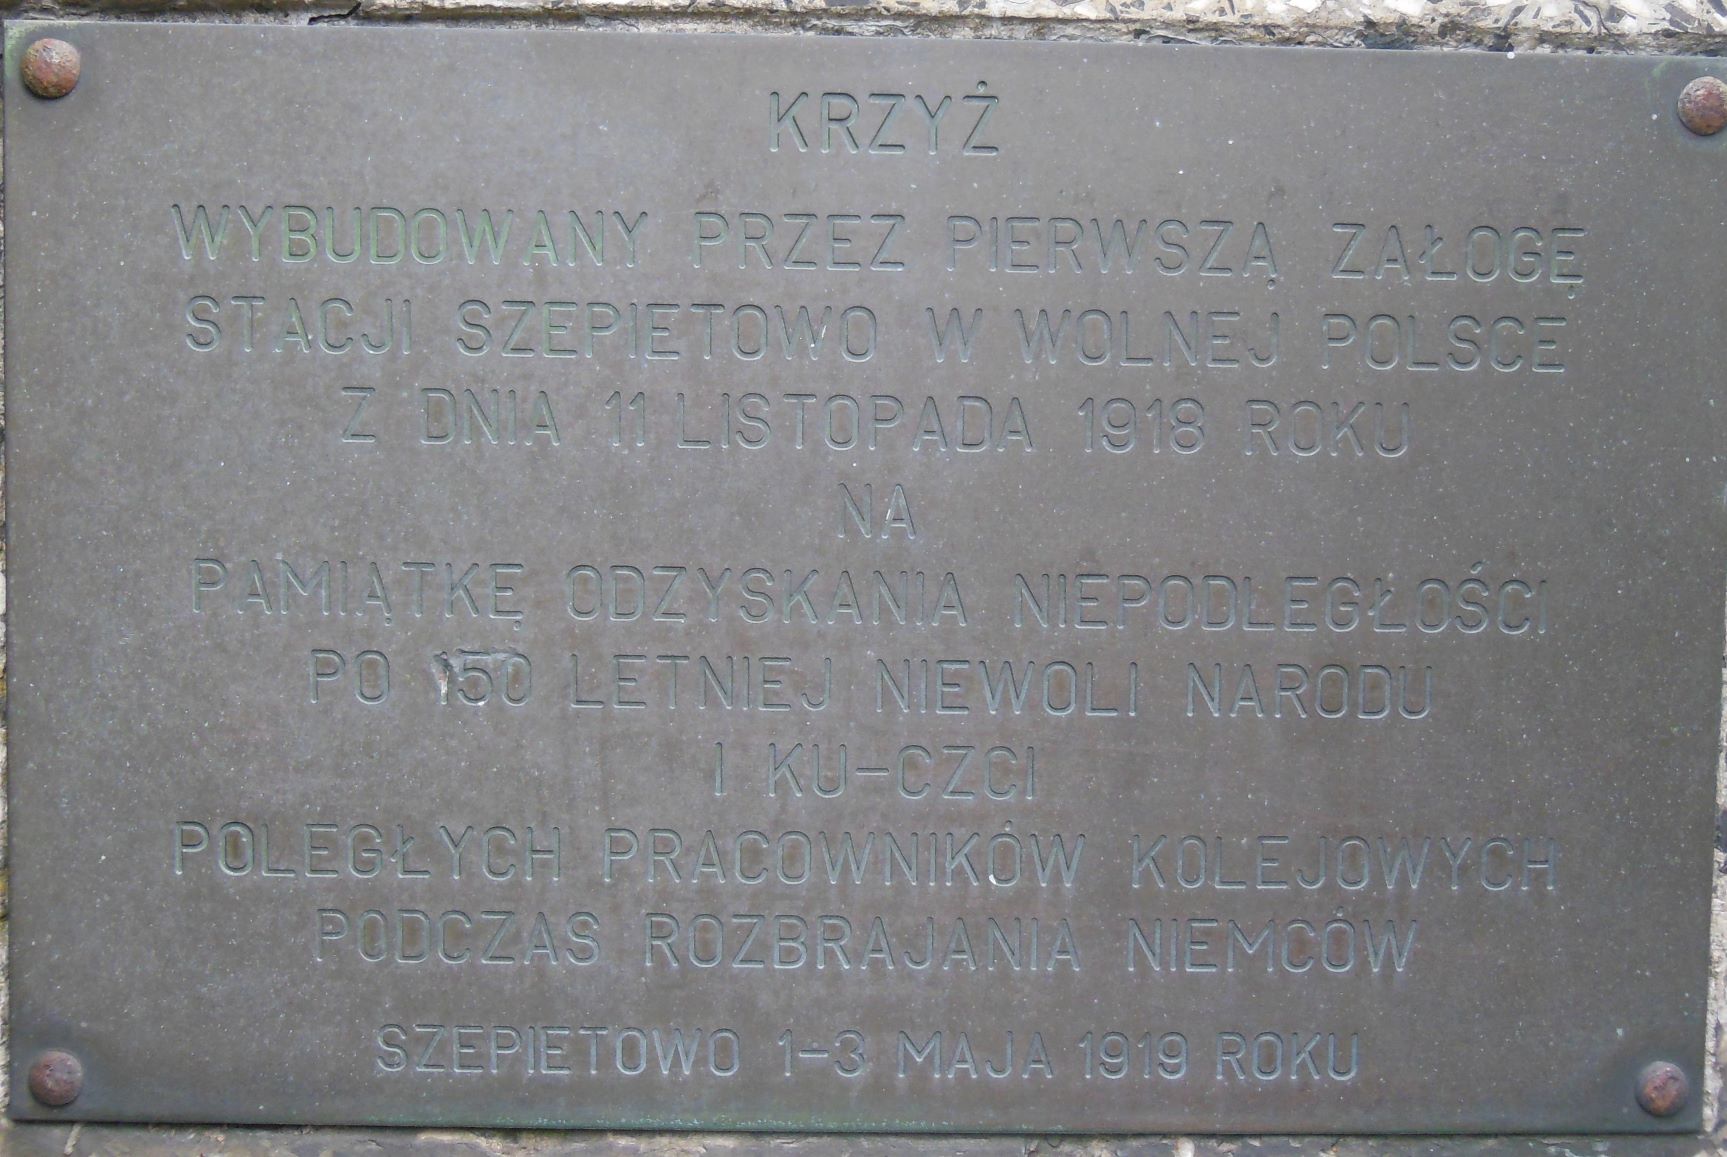 KRZYŻ
WYBUDOWANY PRZEZ PIERWSZĄ ZAŁOGĘ
STACJI SZEPIETOWO W WOLNEJ POLSCE
Z DNIA 11 LISTOPADA 1918 ROKU
NA
PAMIĄTKĘ ODZYSKANIA NIEPODLEGŁOŚCI
PO 150 LETNIEJ NIEWOLI NARODU
I KU-CZCI
POLEGŁYCH PRACOWNIKÓW KOLEJOWYCH
PODCZAS ROZBRAJANIA NIEMCÓW
SZEPIETOWO 1-3 MAJA 1919 ROKU